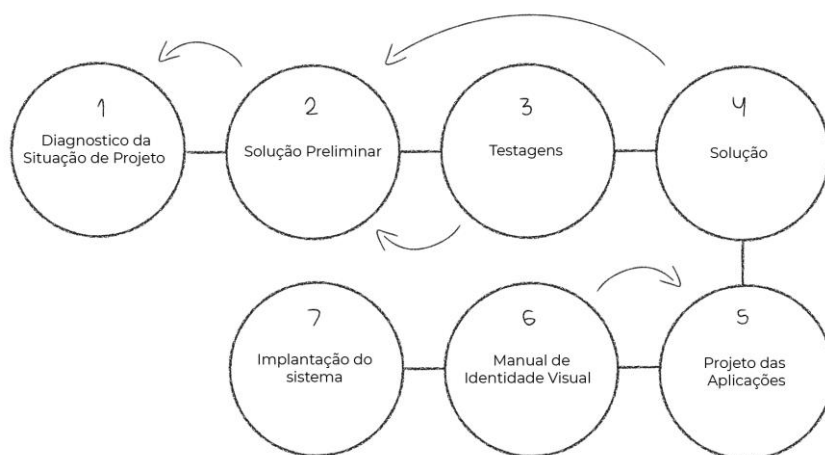 1
Diagnostico da
Situação de Projeto
2
Solução Preliminar
3
Testagens
4
Solução
5
Projeto das
Aplicações
6
Manual de
Identidade Visual
7
Implantação do
sistema